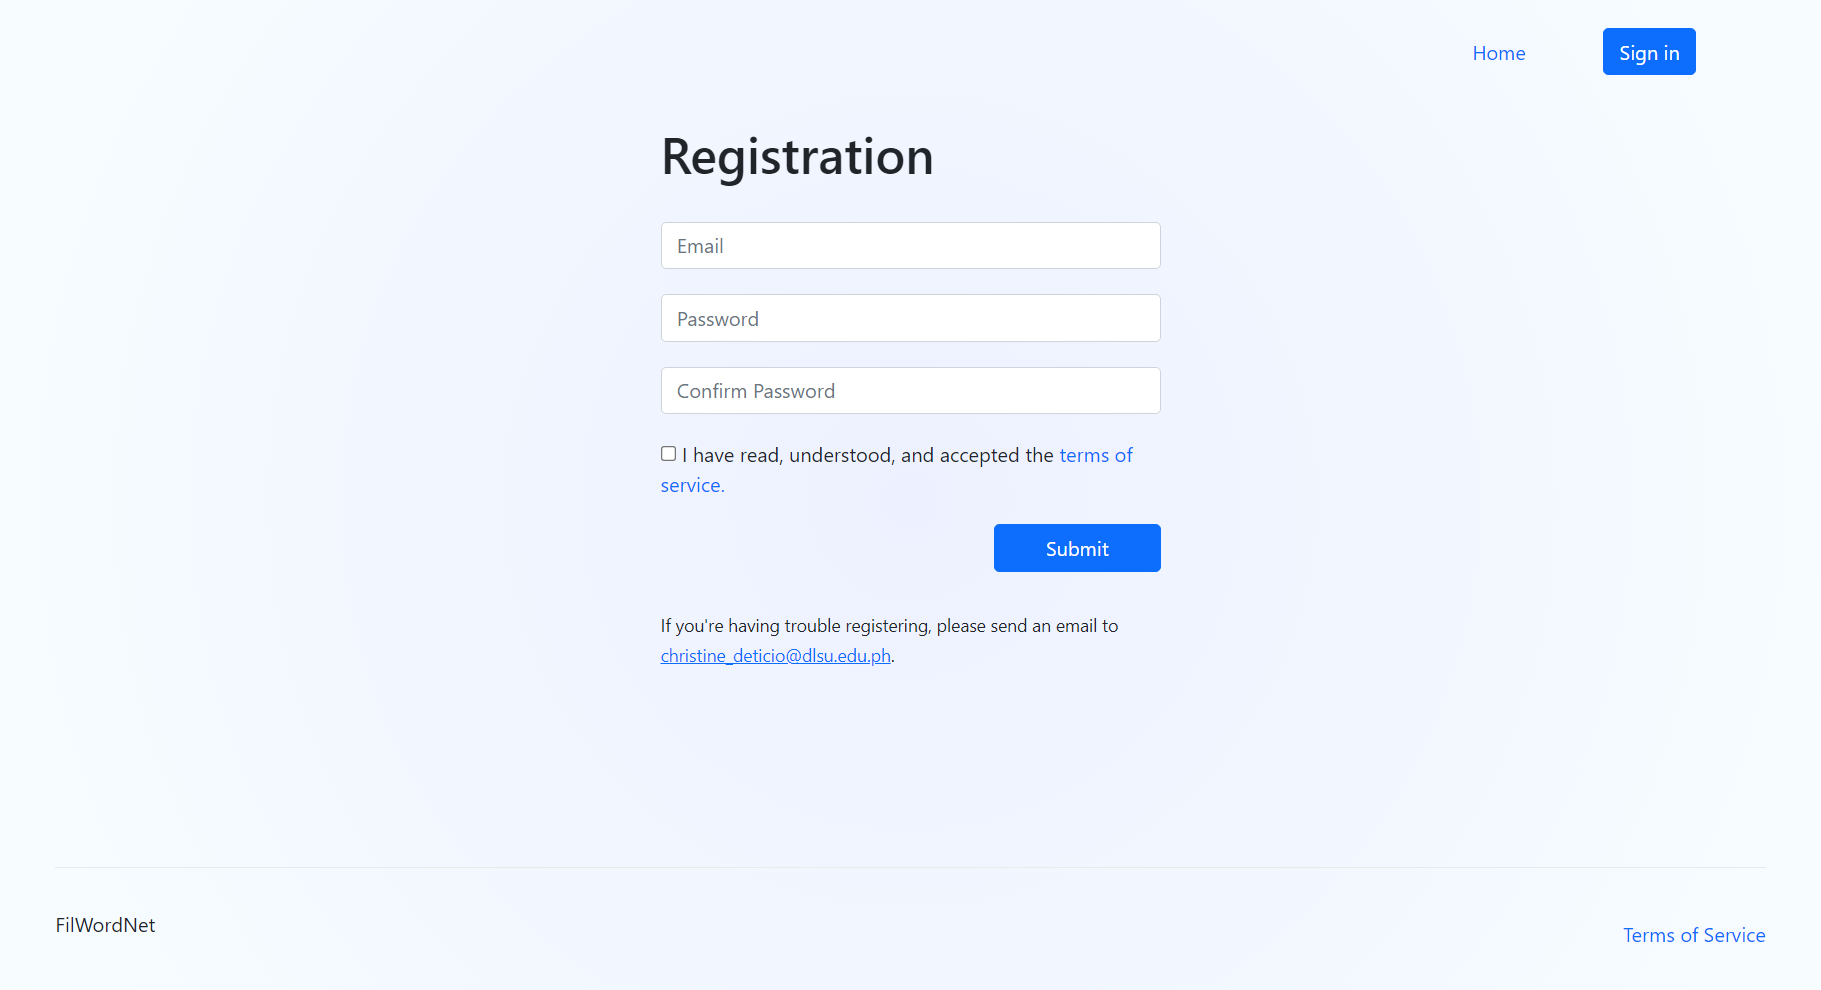 Home
Sign in
Registration
Email
Password
Confirm Password
I have read, understood, and accepted the terms of
service.
Submit
If you're having trouble registering, please send an email to
christine_deticio@dlsu.edu.ph.
FilWordNet
Terms of Service